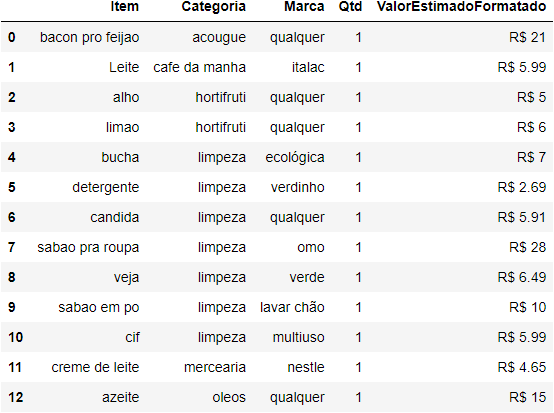 Item Categoria Marca Qtd ValorEstimadoFormatado
0 bacon pro feijao acougue qualquer 1 R$ 21
1 Leite cafe da manha italac 1 R$ 5.99
2 alho hortifruti qualquer 1 R$ 5
3 limao hortifruti qualquer 1 R$ 6
4 bucha limpeza ecológica 1 R$ 7
5 detergente limpeza verdinho 1 R$ 2.69
6 candida limpeza qualquer 1 R$ 5.91
7 sabao pra roupa limpeza omo 1 R$ 28
8 veja limpeza verde 1 R$ 6.49
9 sabao em po limpeza lavar chão 1 R$ 10
10 cif limpeza multiuso 1 R$ 5.99
11 creme de leite mercearia nestle 1 R$ 4.65
12 azeite oleos qualquer 1 R$ 15